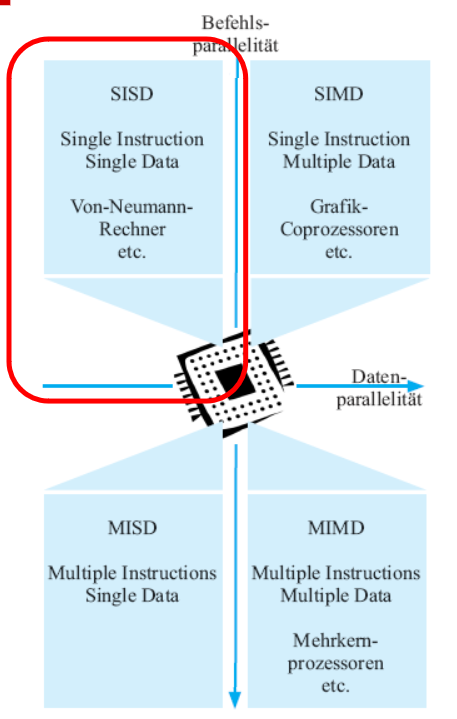 Befehls-
parallelität
SISD
Single Instruction
Single Data
Von-Neumann-
Rechner
etc.
SIMD
Single Instruction
Multiple Data
Grafik-
Coprozessoren
etc.
Daten-
parallelität
MISD
Multiple Instructions
Single Data
MIMD
Multiple Instructions
Multiple Data
Mehrkern-
prozessoren
etc.